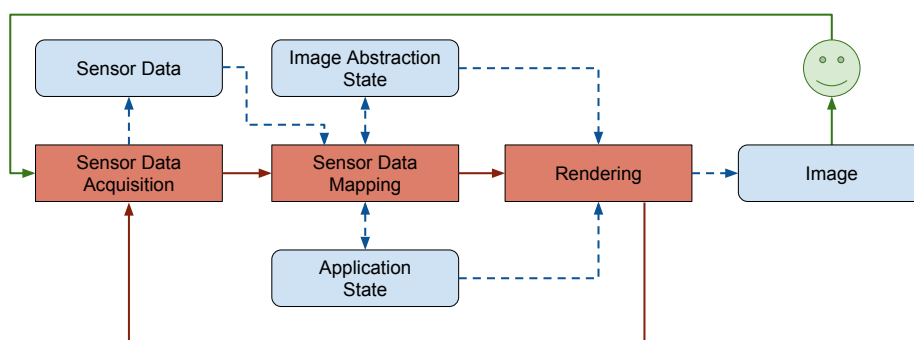 Sensor Data
Image Abstraction
State
Sensor Data
Acquisition
Sensor Data
Mapping
Rendering
Image
Application
State